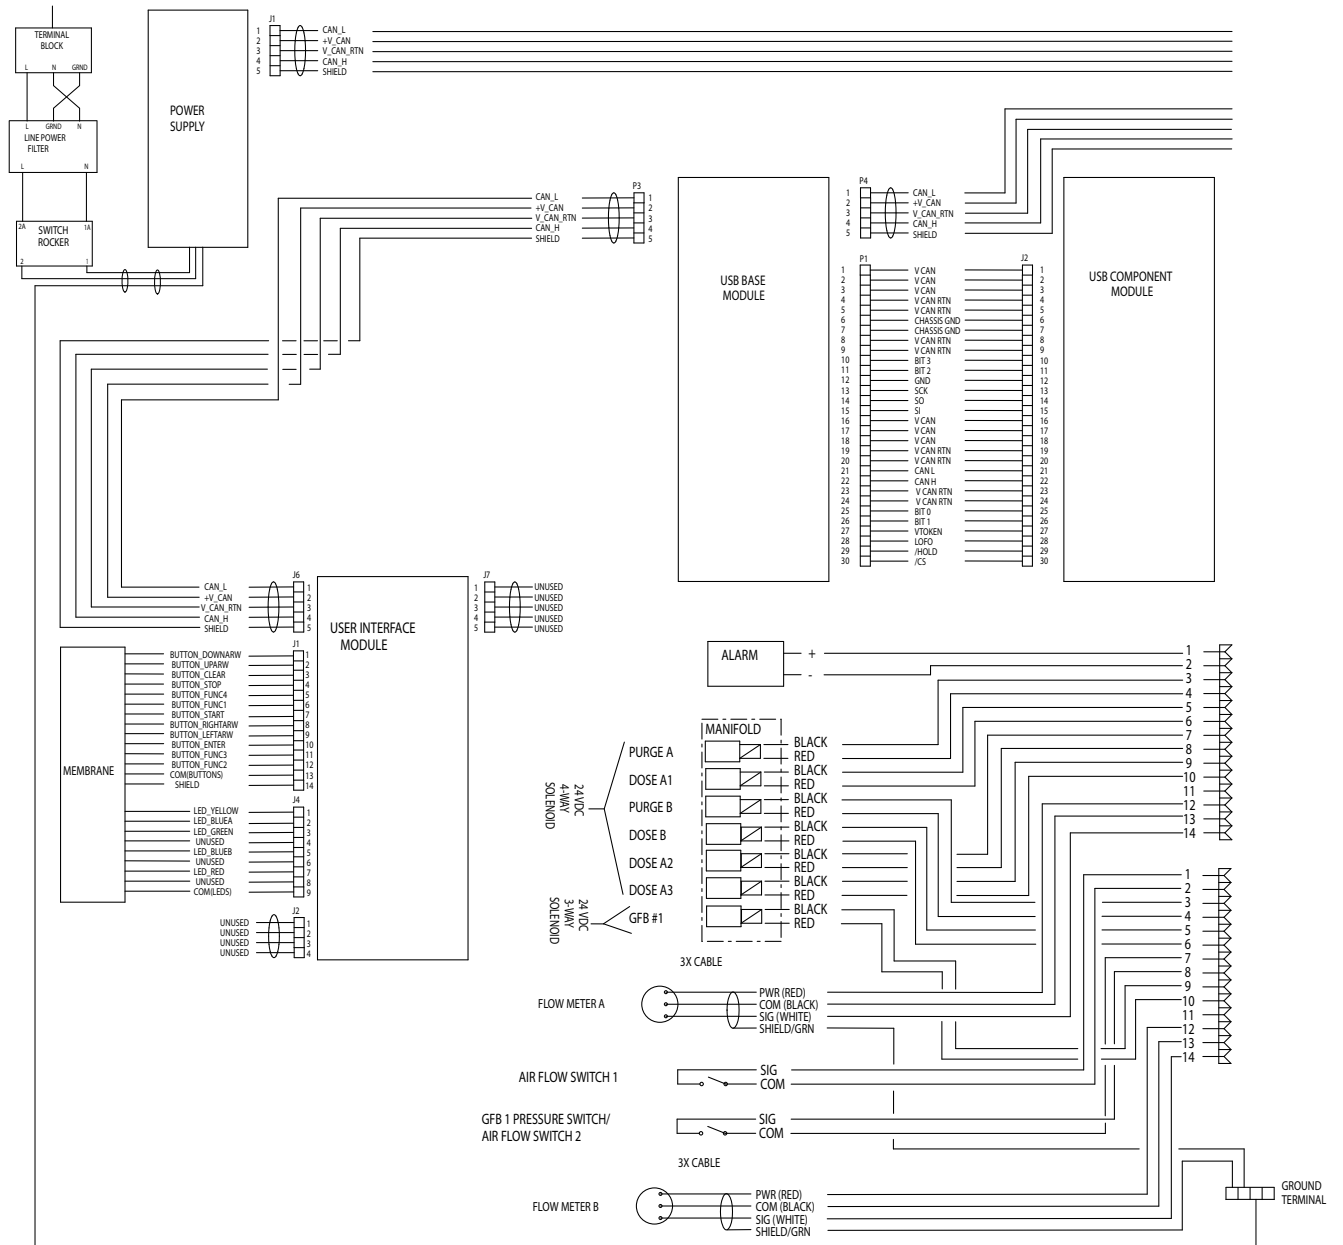 TERMINAL
BLOCK
L N GRND
L GRND N
LINE POWER
FILTER
L N
2A 1A
SWITCH
ROCKER
2 1
POWER
SUPPLY
J1
1 CAN_L
2 +V_CAN
3 V_CAN_RTN
4 CAN_H
5 SHIELD
P3
CAN_L 1
+V_CAN 2
V_CAN_RTN 3
CAN_H 4
SHIELD 5
USB BASE
MODULE
P4
1 CAN_L
2 +V_CAN
3 V_CAN_RTN
4 CAN_H
5 SHIELD
USB COMPONENT
MODULE
P1 J2
1 V CAN 1
2 V CAN 2
3 V CAN 3
4 V CAN RTN 4
5 V CAN RTN 5
6 CHASSIS GND 6
7 CHASSIS GND 7
8 V CAN RTN 8
9 V CAN RTN 9
10 BIT 3 10
11 BIT 2 11
12 GND 12
13 SCK 13
14 SO 14
15 SI 15
16 V CAN 16
17 V CAN 17
18 V CAN 18
19 V CAN RTN 19
20 V CAN RTN 20
21 CAN L 21
22 CAN H 22
23 V CAN RTN 23
24 V CAN RTN 24
25 BIT 0 25
26 BIT 1 26
27 VTOKEN 27
28 LOFO 28
29 /HOLD 29
30 /CS 30
J6
CAN_L 1
+V_CAN 2
V_CAN_RTN 3
CAN_H 4
SHIELD 5
USER INTERFACE
MODULE
J7
1 UNUSED
2 UNUSED
3 UNUSED
4 UNUSED
5 UNUSED
MEMBRANE
J1
BUTTON_DOWNARW 1
BUTTON_UPARW 2
BUTTON_CLEAR 3
BUTTON_STOP 4
BUTTON_FUNC4 5
BUTTON_FUNC1 6
BUTTON_START 7
BUTTON_RIGHTARW 8
BUTTON_LEFTARW 9
BUTTON_ENTER 10
BUTTON_FUNC3 11
BUTTON_FUNC2 12
COM(BUTTONS) 13
SHIELD 14
J4
LED_YELLOW 1
LED_BLUEA 2
LED_GREEN 3
UNUSED 4
LED_BLUEB 5
UNUSED 6
LED_RED 7
UNUSED 8
COM(LEDS) 9
J2
UNUSED 1
UNUSED 2
UNUSED 3
UNUSED 4
ALARM
+
-
MANIFOLD
24 VDC
4-WAY
SOLENOID
PURGE A BLACK
RED
DOSE A1 BLACK
RED
PURGE B BLACK
RED
DOSE B BLACK
RED
DOSE A2 BLACK
RED
DOSE A3 BLACK
RED
24 VDC
3-WAY
SOLENOID
GFB #1 BLACK
RED
1
2
3
4
5
6
7
8
9
10
11
12
13
14
1
2
3
4
5
6
7
8
9
10
11
12
13
14
3X CABLE
FLOW METER A
PWR (RED)
COM (BLACK)
SIG (WHITE)
SHIELD/GRN
AIR FLOW SWITCH 1
SIG
COM
GFB 1 PRESSURE SWITCH/
AIR FLOW SWITCH 2
SIG
COM
3X CABLE
FLOW METER B
PWR (RED)
COM (BLACK)
SIG (WHITE)
SHIELD/GRN
GROUND
TERMINAL